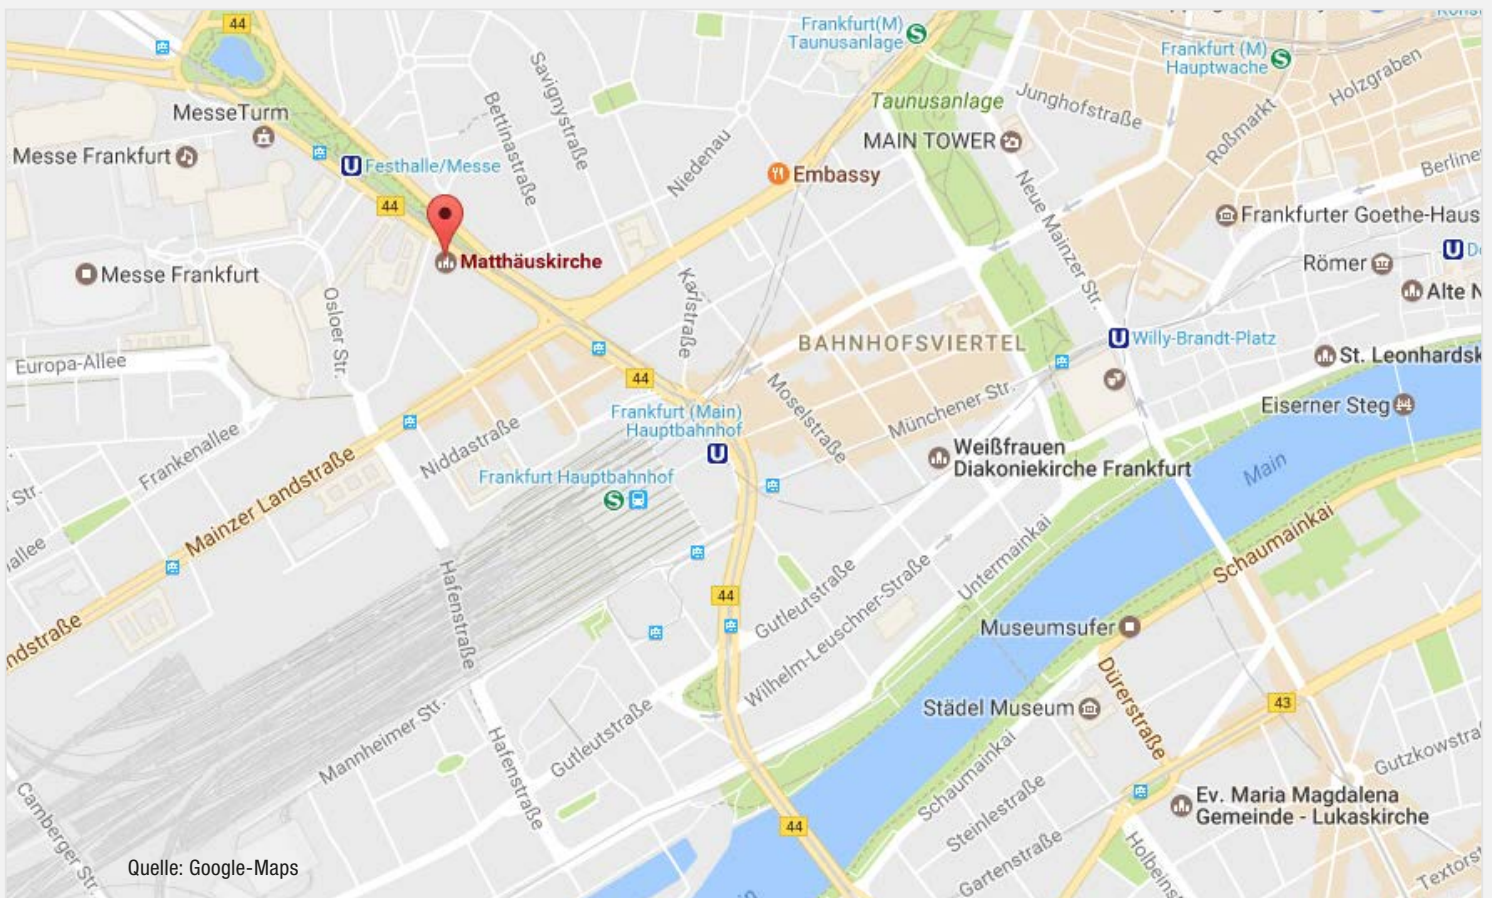 44
Frankfurt(M)
Taunusanlage
Frankfurt (M)
Hauptwache
Holzgraben
Savignystraße
Bettinastraße
MesseTurm
Taunusanlage
Junghofstraße
Roßmarkt
Messe Frankfurt
Festhalle/Messe
Niedenau
MAIN TOWER
Embassy
Berline
44
Neue Mainzer Str.
Frankfurter Goethe-Haus
Matthäuskirche
Messe Frankfurt
Römer
Alte N
Osloer Str.
Karlstraße
Europa-Allee
BAHNHOFSVIERTEL
Willy-Brandt-Platz
St. Leonhardsk
44
Moselstraße
Münchener Str.
Eiserner Steg
Frankfurt (Main)
Hauptbahnhof
Frankenallee
Niddastraße
Weißfrauen
Diakoniekirche Frankfurt
Main
Mainzer Landstraße
Frankfurt Hauptbahnhof
Str.
allee
Schaumainkai
Untermainkai
Hafenstraße
44
Gutleutstraße
Wilhelm-Leuschner-Straße
Museumsufer
ndstraße
Dürerstraße
Städel Museum
43
Mannheimer Str.
Gutleutstraße
Hafenstraße
Schaumainkai
Gutzkowstra
Camberger Str.
Steinlestraße
Ev. Maria Magdalena
Gemeinde - Lukaskirche
44
Gartenstraße
Holbeins
Textorst
Quelle: Google-Maps